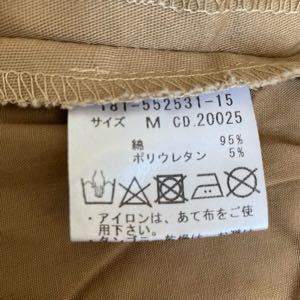 181-552531-15
サイズ M CD.20025
綿 95%
ポリウレタン 5%
・アイロンは、あて布をご使
用下さい。